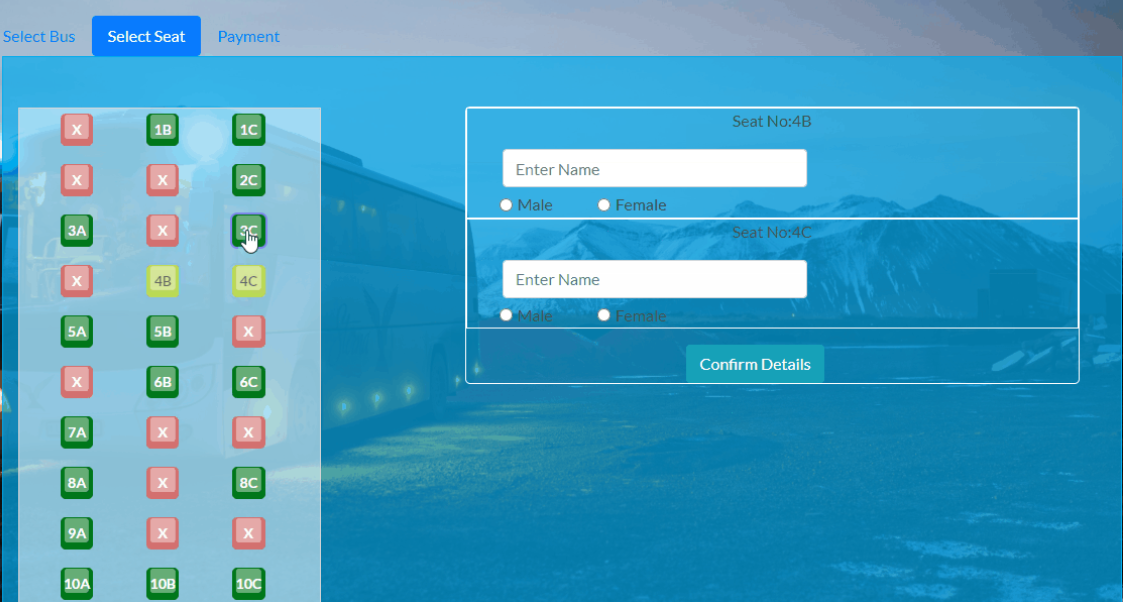 Select Bus Select Seat Payment
X 1B 1C
X X 2C
3A X 3C
X 4B 4C
5A 5B X
X 6B 6C
7A X X
8A X 8C
9A X X
10A 10B 10C
Seat No:4B
Enter Name
Male Female
Seat No:4C
Enter Name
Male Female
Confirm Details